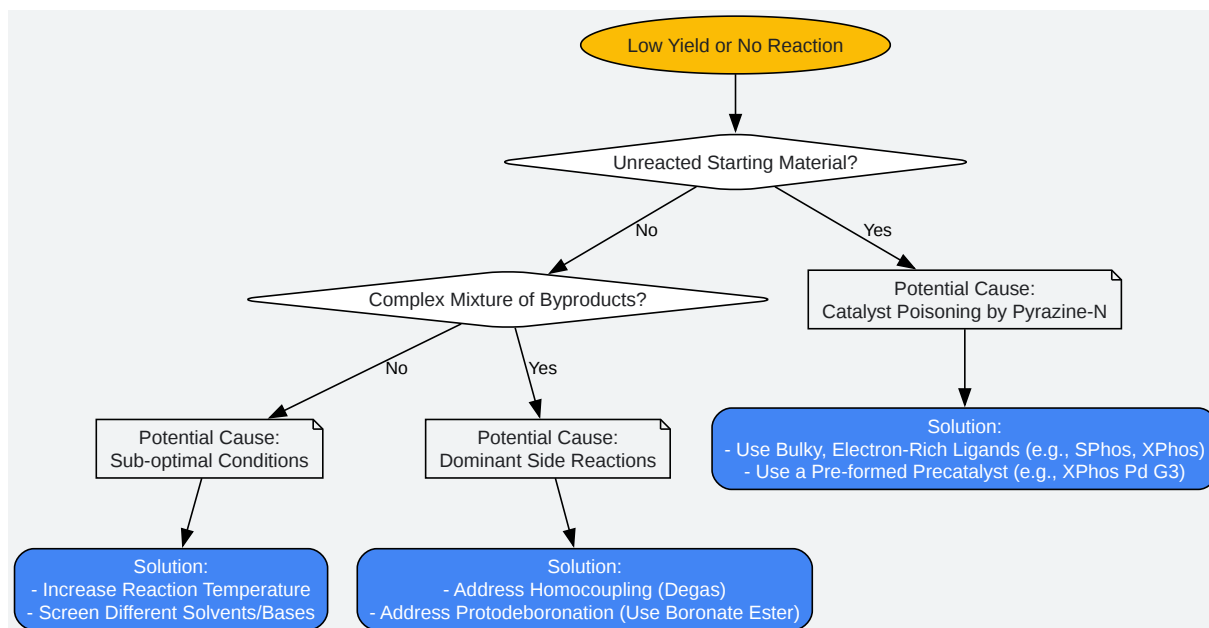 Low Yield or No Reaction
Unreacted Starting Material?
No
Yes
Complex Mixture of Byproducts?
Potential Cause:
Catalyst Poisoning by Pyrazine-N
No
Yes
Potential Cause:
Sub-optimal Conditions
Potential Cause:
Dominant Side Reactions
Solution:
- Use Bulky, Electron-Rich Ligands (e.g., SPhos, XPhos)
- Use a Pre-formed Precatalyst (e.g., XPhos Pd G3)
Solution:
- Increase Reaction Temperature
- Screen Different Solvents/Bases
Solution:
- Address Homocoupling (Degas)
- Address Protodeboronation (Use Boronate Ester)